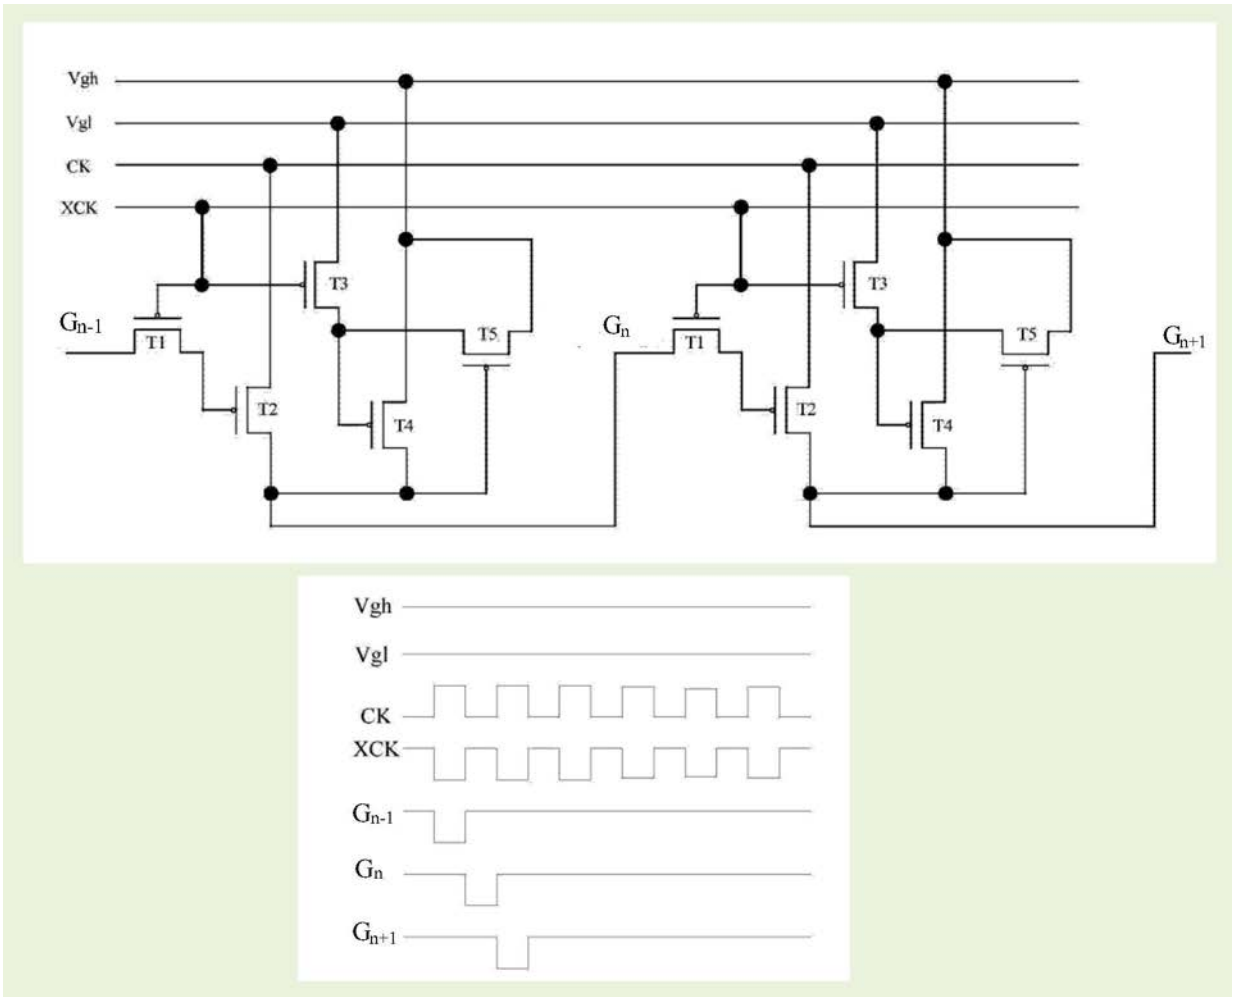 Vgh
Vgl
CK
XCK
T3 T3
Gn-1 T1 T5 Gn T1 T5 Gn+1
T2 T4 T2 T4
Vgh
Vgl
CK
XCK
Gn-1
Gn
Gn+1